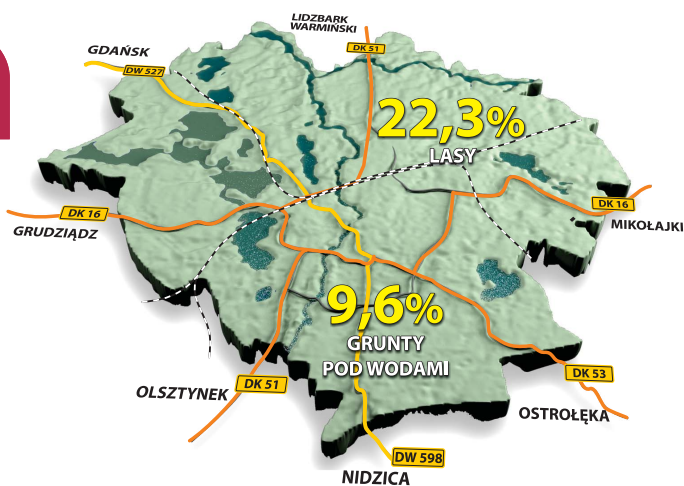 LIDZBARK
WARMIŃSKI
GDAŃSK
DK 51
DW 527
22,3%
LASY
DK 16
GRUDZIĄDZ
DK 16
MIKOŁAJKI
9,6%
GRUNTY
POD WODAMI
OLSZTYNEK
DK 51
DK 53
OSTROŁĘKA
DW 598
NIDZICA